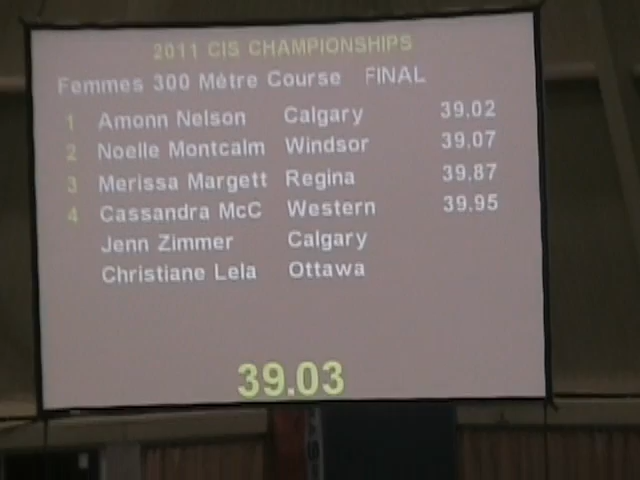 2011 CIS CHAMPIONSHIPS
Femmes 300 Métre Course FINAL
1 Amonn Nelson Calgary 39.02
2 Noelle Montcalm Windsor 39.07
3 Merissa Margett Regina 39.87
4 Cassandra McC Western 39.95
Jenn Zimmer Calgary
Christiane Lela Ottawa
39.03